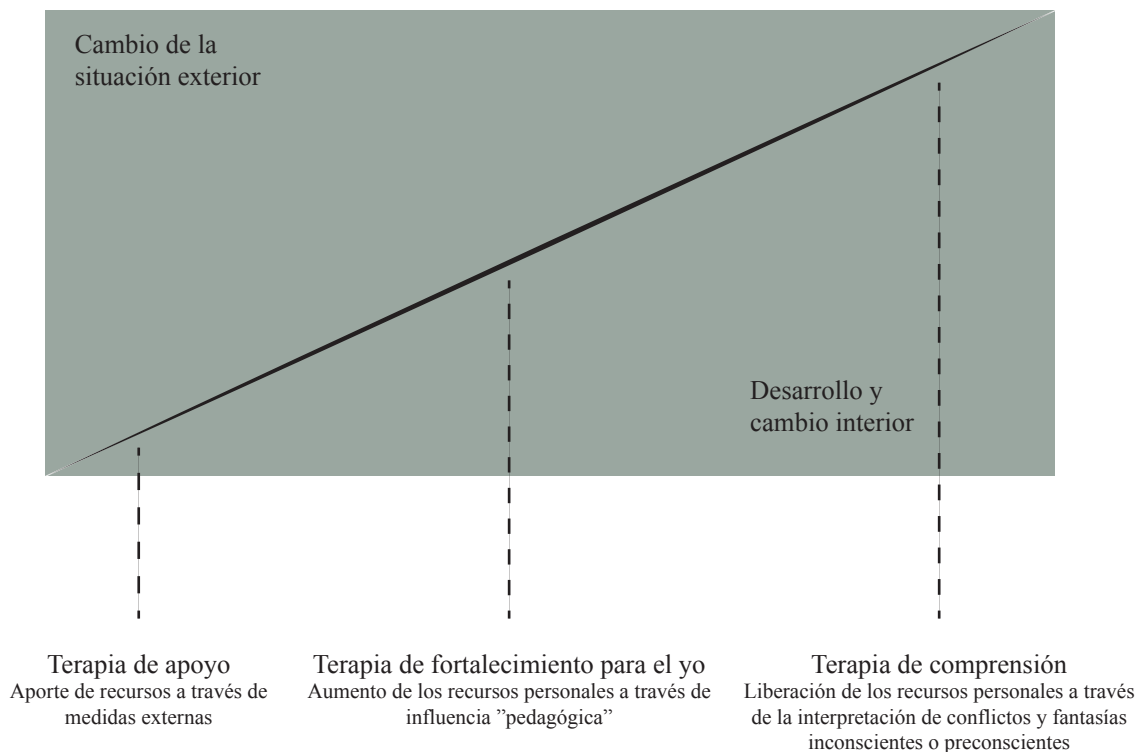 Cambio de la
situación exterior
Desarrollo y
cambio interior
Terapia de apoyo
Aporte de recursos a través de
medidas externas
Terapia de fortalecimiento para el yo
Aumento de los recursos personales a través de
influencia ”pedagógica”
Terapia de comprensión
Liberación de los recursos personales a través
de la interpretación de conflictos y fantasías
inconscientes o preconscientes